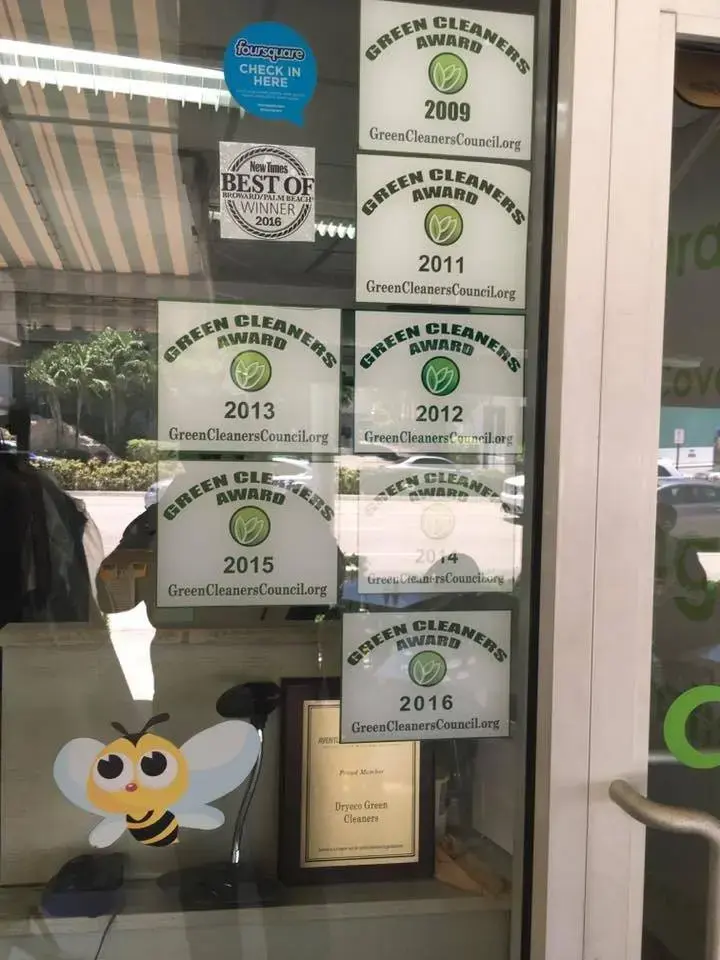 foursquare
CHECK IN
HERE
New Times
BEST OF
BROWARD/PALM BEACH
WINNER
2016
GREEN CLEANERS
AWARD
2009
GreenCleanersCouncil.org
GREEN CLEANERS
AWARD
2011
GreenCleanersCouncil.org
GREEN CLEANERS
AWARD
2013
GreenCleanersCouncil.org
GREEN CLEANERS
AWARD
2012
GreenCleanersCouncil.org
GREEN CLEANERS
AWARD
2015
GreenCleanersCouncil.org
GREEN CLEANERS
AWARD
2014
GreenCleanersCouncil.org
GREEN CLEANERS
AWARD
2016
GreenCleanersCouncil.org
Proud Member
Dryeco Green
Cleaners